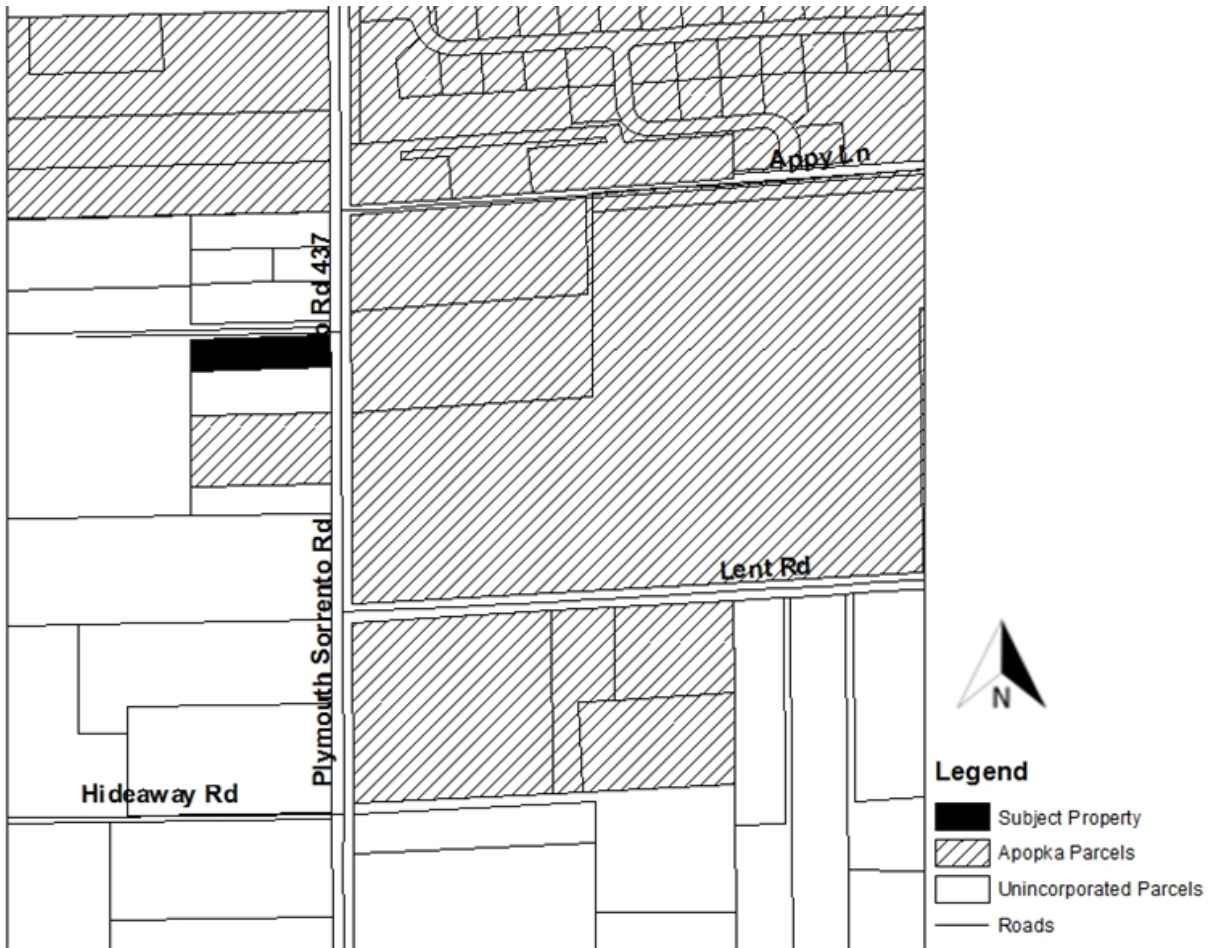 Appy Ln
o Rd 437
Lent Rd
Plymouth Sorrento Rd
Hideaway Rd
N
Legend
Subject Property
Apopka Parcels
Unincorporated Parcels
Roads